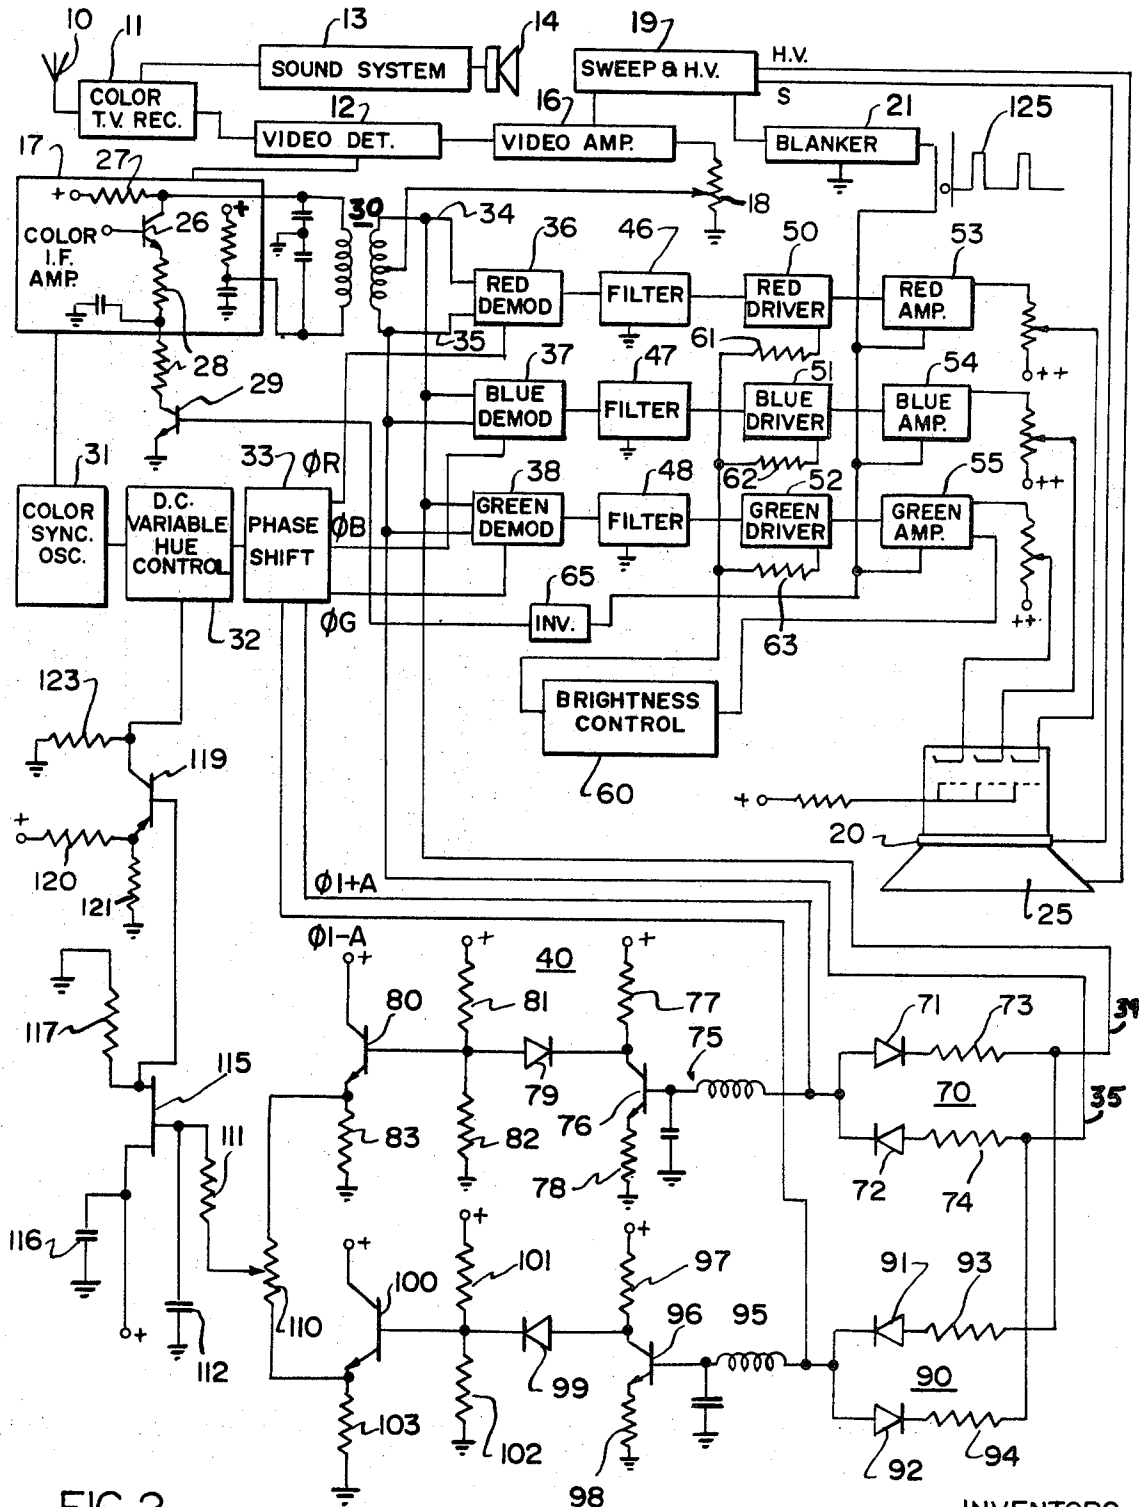 10 11 13 14 19 H.V.
SOUND SYSTEM
SWEEP & H.V.
COLOR
T.V. REC.
12 16 S 21 125
VIDEO DET.
VIDEO AMP.
BLANKER
17 27
+
26
+
30
34
18
COLOR
I.F.
AMP.
36 46 50 53
RED
DEMOD
FILTER
RED
DRIVER
RED
AMP.
35
28
61
++
37 47 51 54
BLUE
DEMOD
FILTER
BLUE
DRIVER
BLUE
AMP.
29
62
++
31 33 ØR 38 48 52 55
COLOR
SYNC.
OSC.
D.C.
VARIABLE
HUE
CONTROL
PHASE
SHIFT
ØB
GREEN
DEMOD
FILTER
GREEN
DRIVER
GREEN
AMP.
65
INV.
63
++
32
ØG
BRIGHTNESS
CONTROL
60
123
119
+
120
121
+
20
25
Ø1+A
Ø1-A
+
+
40
+
80
81
77
75
71
73
39
117
115
79
76
70
35
111
83
82
78
72
74
116
+
+
+
101
97
91
93
100
96
95
110
112
+
99
90
103
102
98
92
94
FIG. 2
INVENTORS